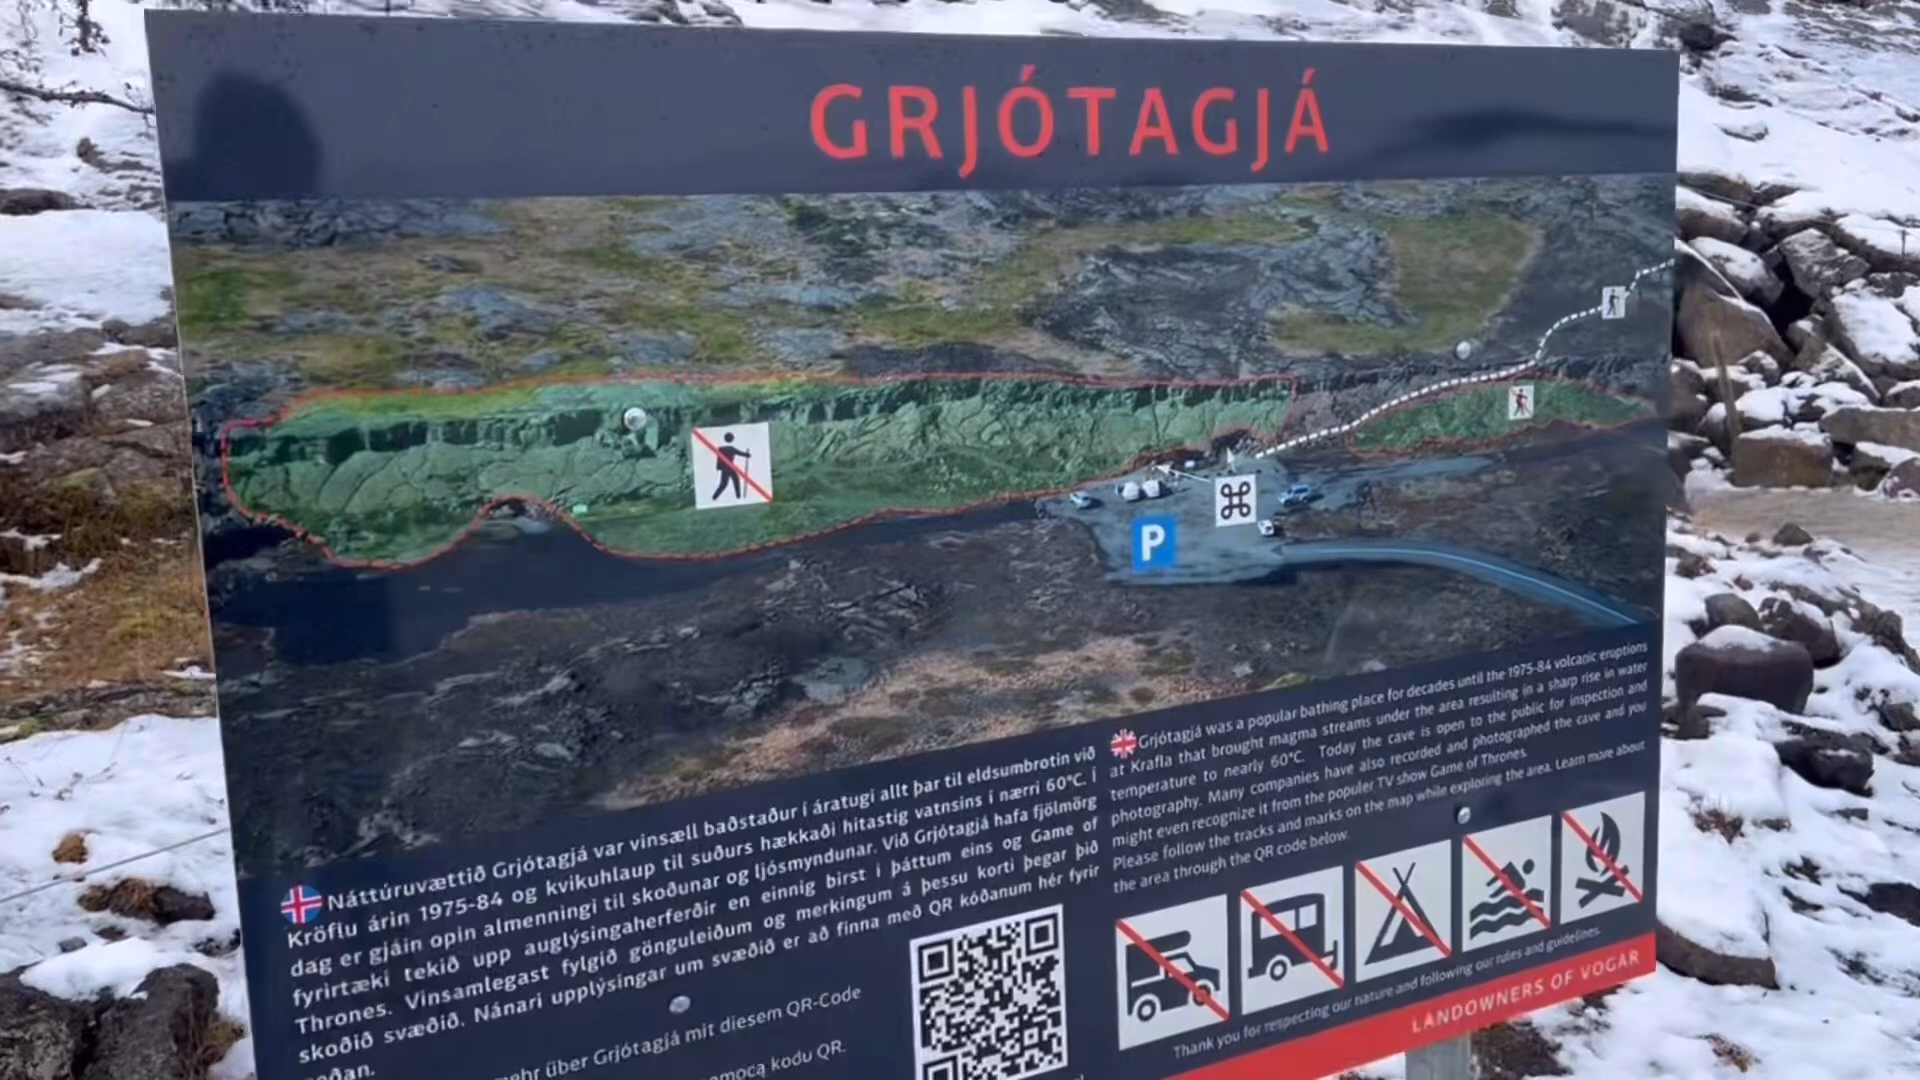 GRJÓTAGJÁ
P
Náttúruvættið Grjótagjá var vinsæll baðstaður í áratugi allt þar til eldsumbrotin við
Kröflu árin 1975-84 og kvikuhlaup til suðurs hækkaði hitastig vatnsins í nærri 60°C. Í
dag er gjáin opin almenningi til skoðunar og ljósmyndunar. Við Grjótagjá hafa fjölmörg
fyrirtæki tekið upp auglýsingaherferðir en einnig birst í þáttum eins og Game of
Thrones. Vinsamlegast fylgið gönguleiðum og merkingum á þessu korti þegar þið
skoðið svæðið. Nánari upplýsingar um svæðið er að finna með QR kóðanum hér fyrir
neðan.
über Grjótagjá mit diesem QR-Code
kodu QR.
Grjótagjá was a popular bathing place for decades until the 1975-84 volcanic eruptions
at Krafla that brought magma streams under the area resulting in a sharp rise in water
temperature to nearly 60°C. Today the cave is open to the public for inspection and
photography. Many companies have also recorded and photographed the cave and you
might even recognize it from the populer TV show Game of Thrones.
Please follow the tracks and marks on the map while exploring the area. Learn more about
the area through the QR code below.
Thank you for respecting our nature and following our rules and guidelines.
LANDOWNERS OF VOGAR